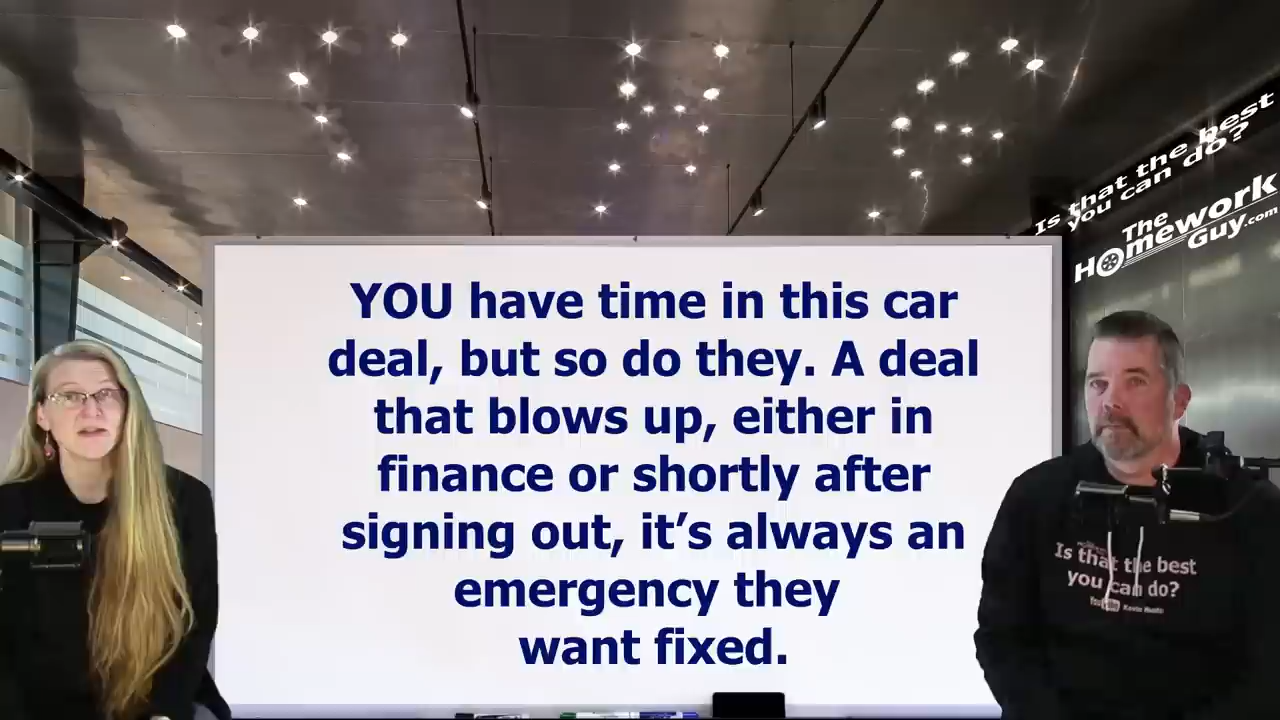 Is that the best
you can do?
The
Homework
Guy.com
YOU have time in this car
deal, but so do they. A deal
that blows up, either in
finance or shortly after
signing out, it’s always an
emergency they
want fixed.
Is that the best
you can do?
YouTube